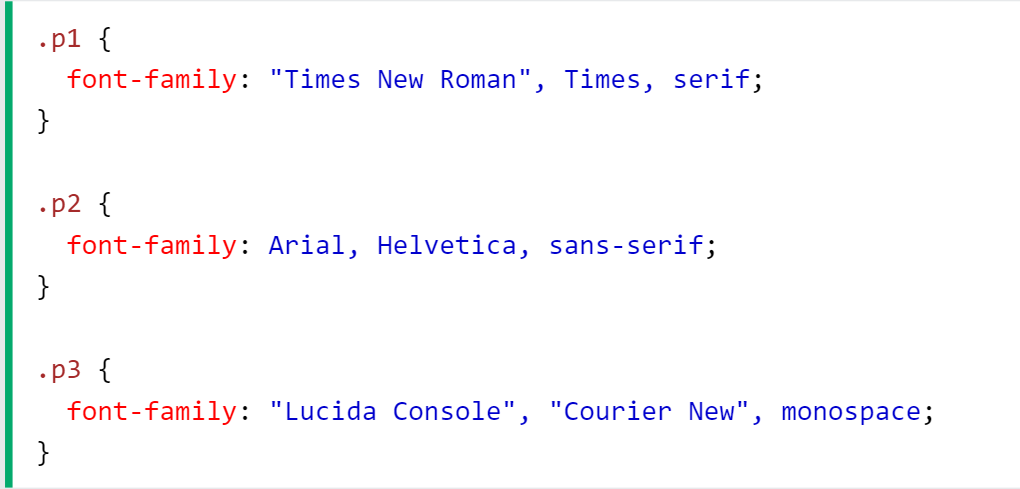 .p1 {
  font-family: "Times New Roman", Times, serif;
}

.p2 {
  font-family: Arial, Helvetica, sans-serif;
}

.p3 {
  font-family: "Lucida Console", "Courier New", monospace;
}